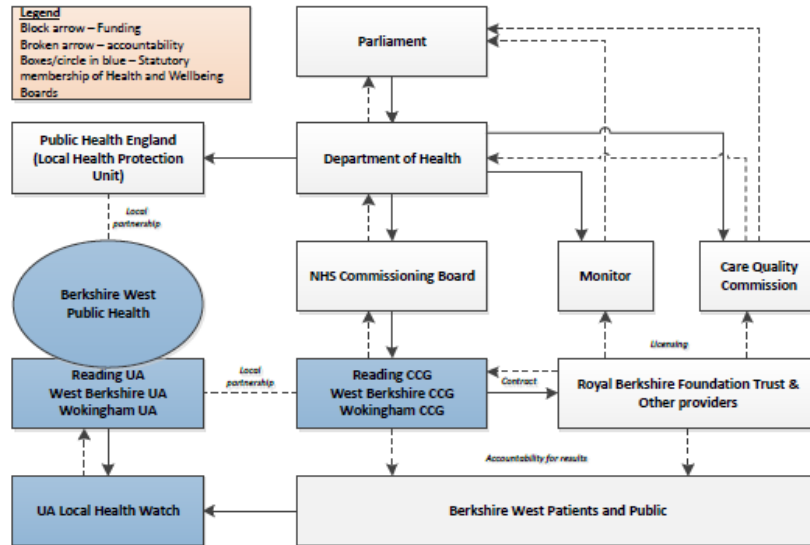 Legend
Block arrow – Funding
Broken arrow – accountability
Boxes/circle in blue – Statutory
membership of Health and Wellbeing
Boards
Parliament
Public Health England
(Local Health Protection
Unit)
Department of Health
Local
partnership
NHS Commissioning Board
Monitor
Care Quality
Commission
Berkshire West
Public Health
Licensing
Reading UA
West Berkshire UA
Wokingham UA
Local
partnership
Reading CCG
West Berkshire CCG
Wokingham CCG
Contract
Royal Berkshire Foundation Trust &
Other providers
Accountability for results
UA Local Health Watch
Berkshire West Patients and Public